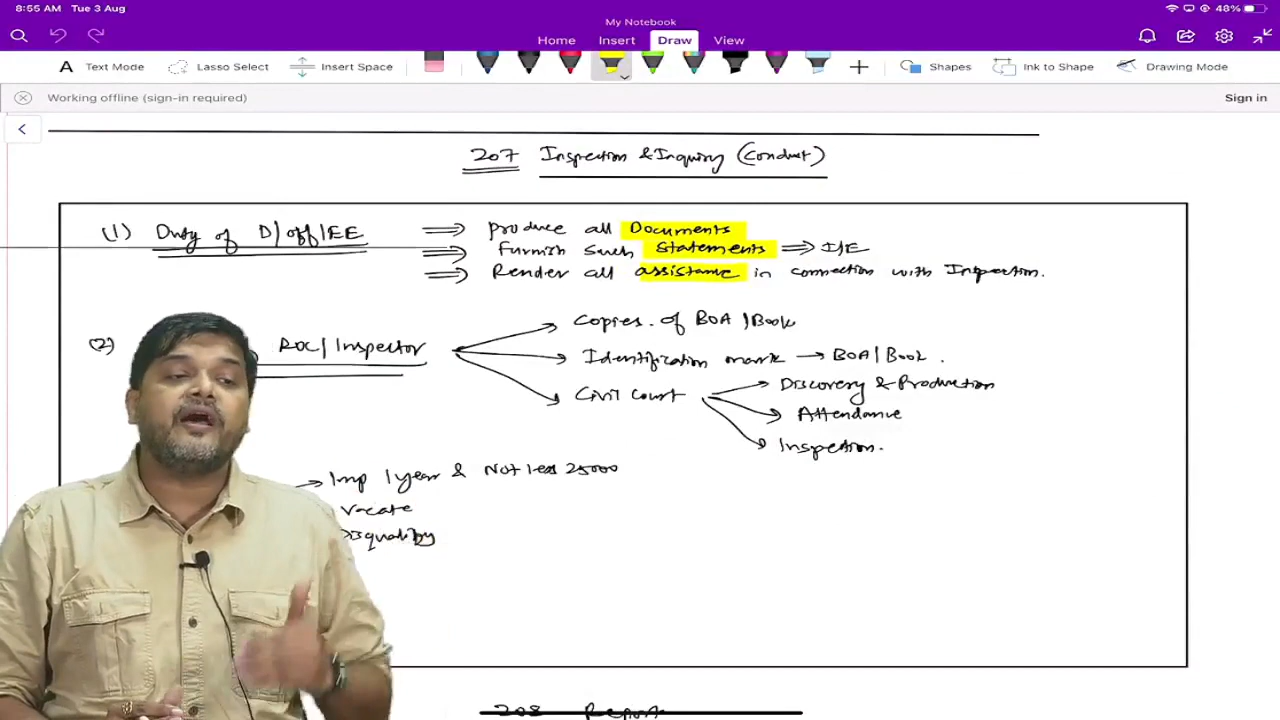 8:55 AM Tue 3 Aug
48%
My Notebook
Home Insert Draw View
Text Mode Lasso Select Insert Space Shapes Ink to Shape Drawing Mode
Working offline (sign-in required) Sign in
207 Inspection & Inquiry (Conduct)
(1) Duty of D/off/EE ⇒ Produce all Documents
⇒ Furnish such Statements ⇒ I/E
⇒ Render all assistance in connection with Inspection.
(2) ROC/Inspector → Copies of BOA/Book
→ Identification mark → BOA/Book.
→ Civil Court → Discovery & Production
→ Attendance
→ Inspection.
→ Imp 1 year & Not less 25000
Vacate
Disqualify
208 Report